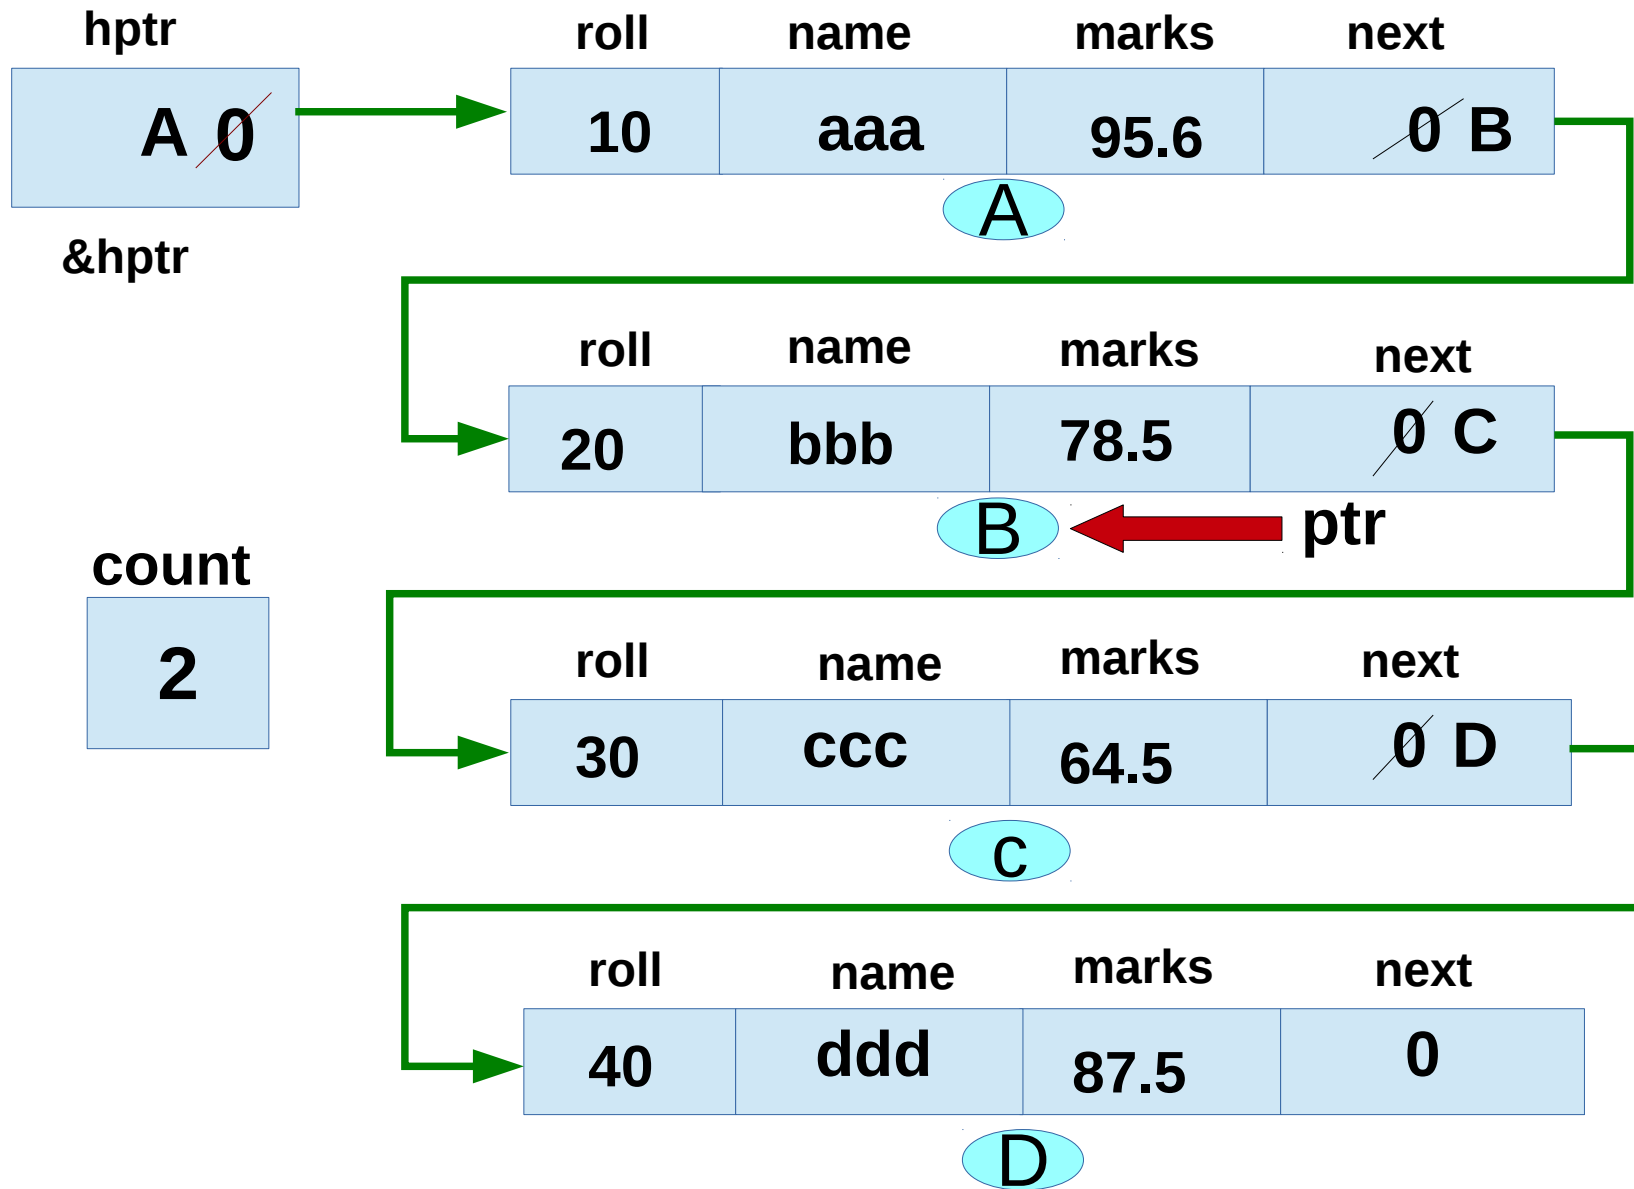 hptr roll name marks next
A 0 10 aaa 95.6 0 B
A
&hptr
roll name marks next
20 bbb 78.5 0 C
B ptr
count
2
roll name marks next
30 ccc 64.5 0 D
c
roll name marks next
40 ddd 87.5 0
D